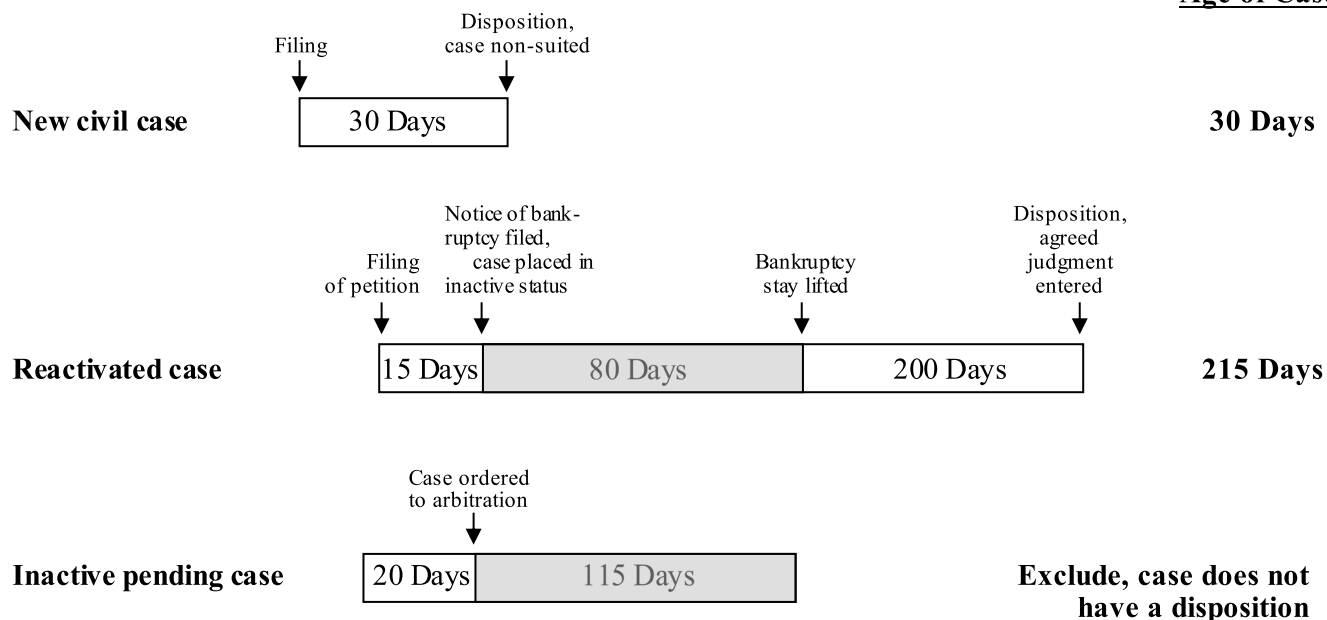 Age of Case
Disposition,
Filing
case non-suited
New civil case
30 Days
30 Days
Notice of bank-
ruptcy filed,
case placed in
inactive status
Disposition,
agreed
judgment
entered
Filing
of petition
Bankruptcy
stay lifted
Reactivated case
15 Days
80 Days
200 Days
215 Days
Case ordered
to arbitration
Inactive pending case
20 Days
115 Days
Exclude, case does not
have a disposition